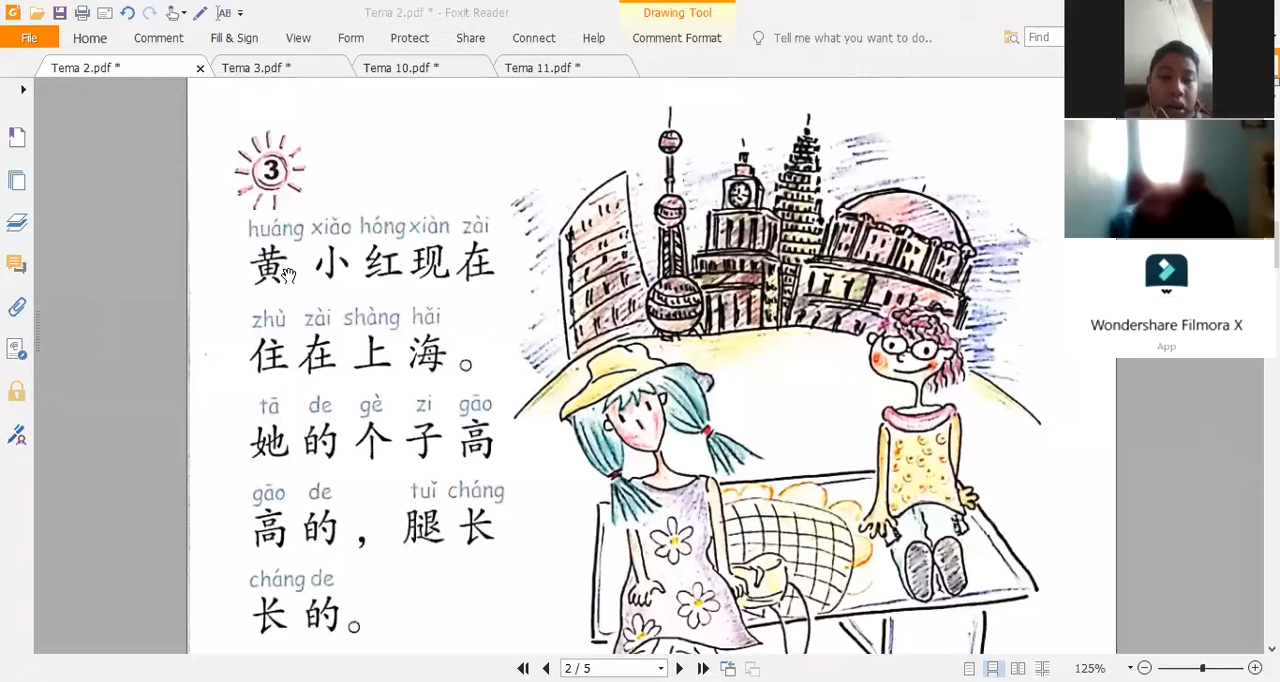 Tema 2.pdf * - Foxit Reader
Drawing Tool
File Home Comment Fill & Sign View Form Protect Share Connect Help Comment Format Tell me what you want to do.. Find
Tema 2.pdf * Tema 3.pdf * Tema 10.pdf * Tema 11.pdf *
3
huáng xiǎo hóng xiàn zài
黄小红现在
zhù zài shàng hǎi
住在上海。
tā de gè zi gāo
她的个子高
gāo de tuǐ cháng
高的，腿长
cháng de
长的。
Wondershare Filmora X
App
2 / 5
125%